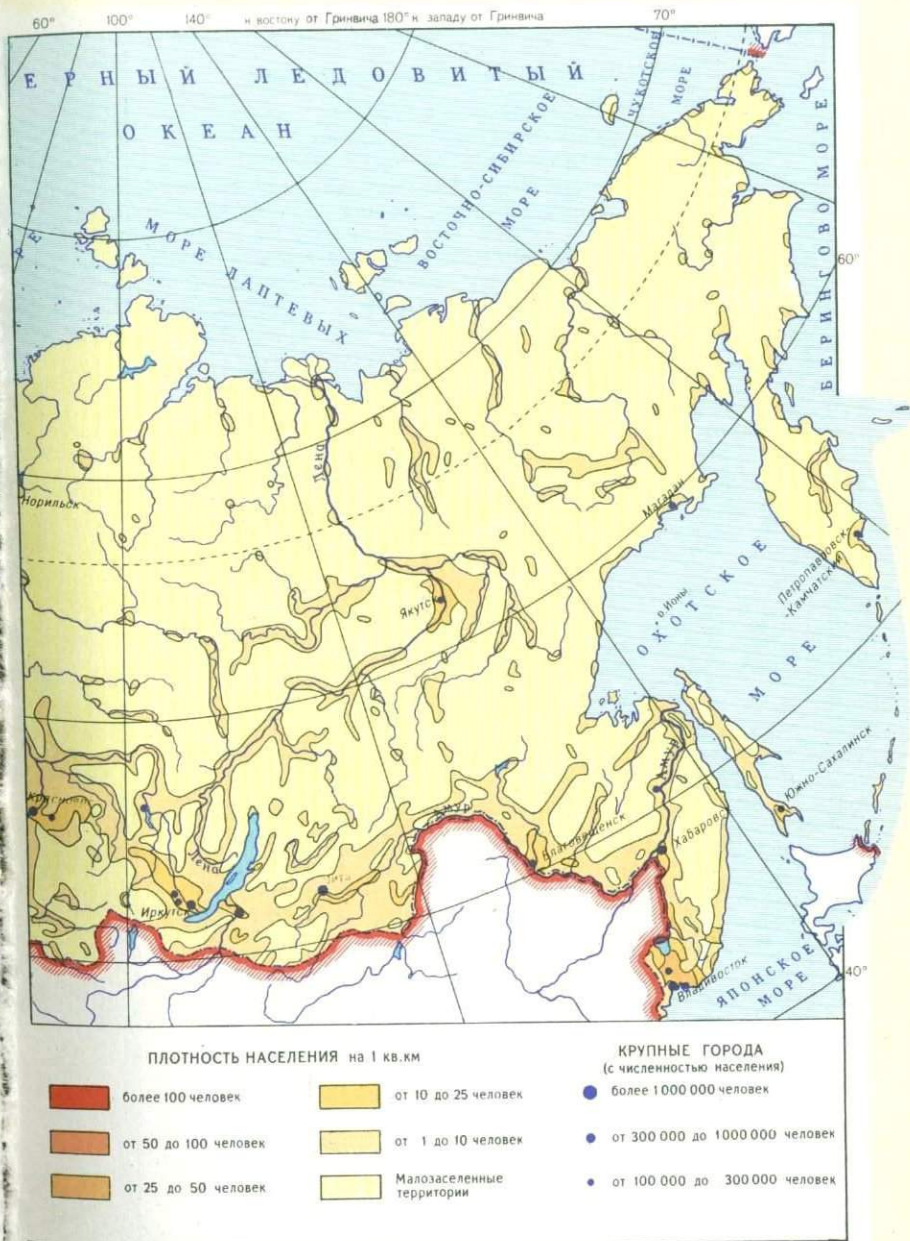 60° 100° 140° к востоку от Гринвича 180° к западу от Гринвича 70°
ЕРНЫЙ ЛЕДОВИТЫЙ
ОКЕАН
ЧУКОТСКОЕ
МОРЕ
ВОСТОЧНО-СИБИРСКОЕ
МОРЕ
БЕРИНГОВО МОРЕ
РЕ
МОРЕ ЛАПТЕВЫХ
60°
Лена
Норильск
Магадан
Петропавловск
-Камчатский
Якутск
о.Ионы
ОХОТСКОЕ
МОРЕ
Амур
Южно-Сахалинск
Амур
Благовещенск
Хабаровс
Лена
Чита
Иркутск
Владивосток
ЯПОНСКОЕ
МОРЕ
40°
ПЛОТНОСТЬ НАСЕЛЕНИЯ на 1 кв.км
более 100 человек
от 50 до 100 человек
от 25 до 50 человек
от 10 до 25 человек
от 1 до 10 человек
Малозаселенные
территории
КРУПНЫЕ ГОРОДА
(с численностью населения)
более 1 000 000 человек
от 300 000 до 1 000 000 человек
от 100 000 до 300 000 человек